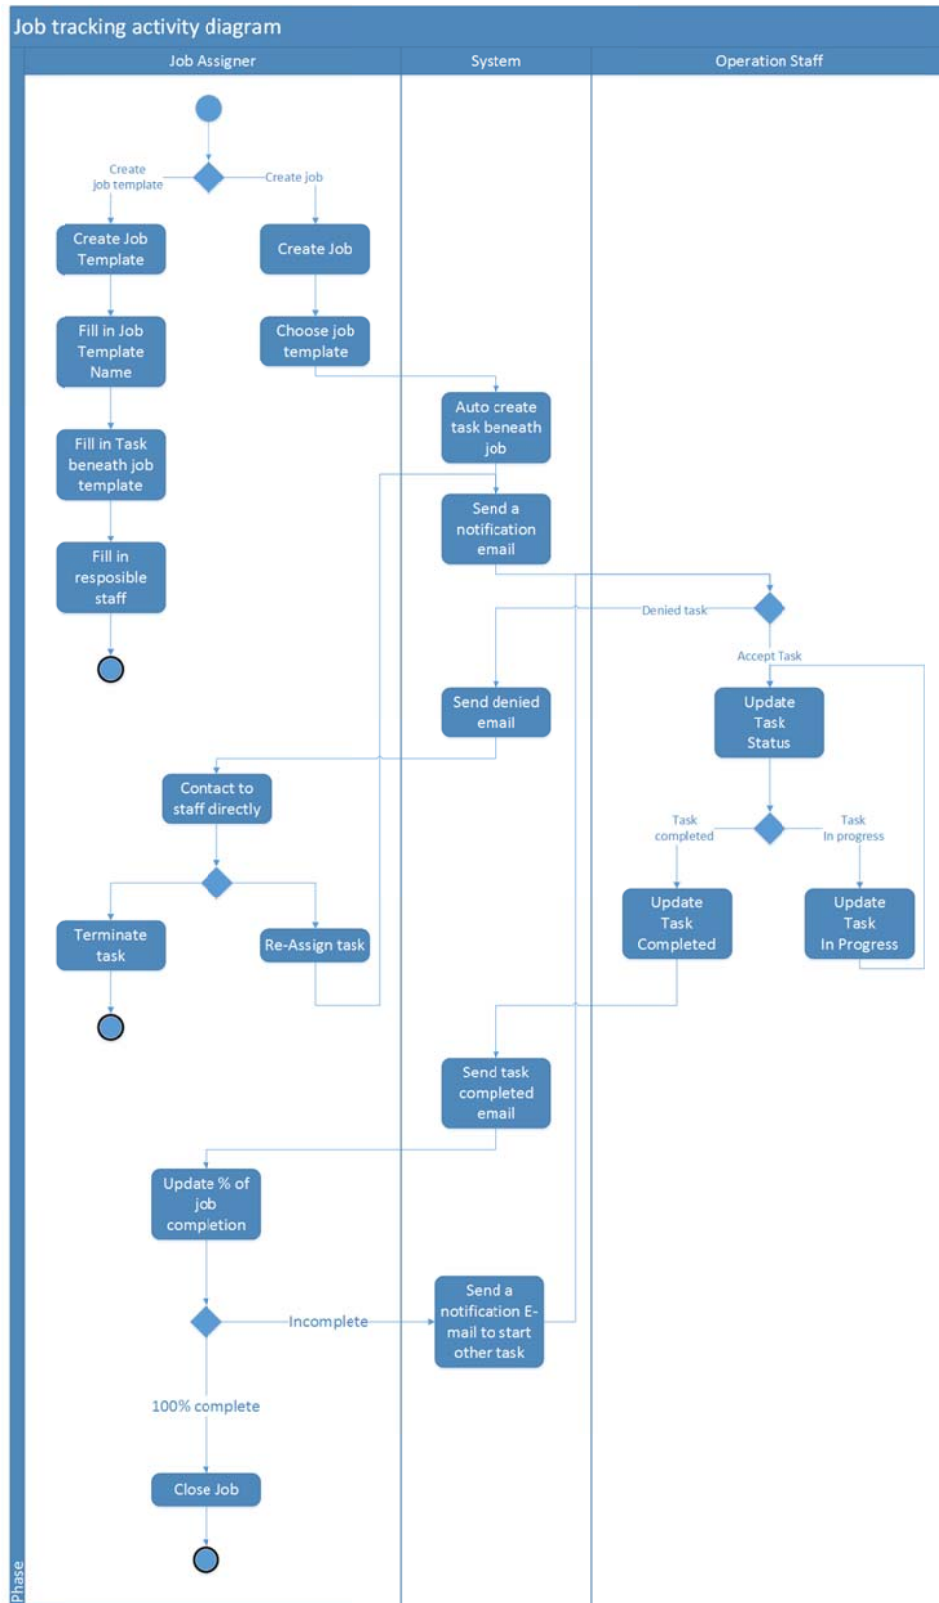 Job tracking activity diagram
Job Assigner
System
Operation Staff
Create
job template
Create job
Create Job
Template
Create Job
Fill in Job
Template
Name
Choose job
template
Auto create
task beneath
job
Fill in Task
beneath job
template
Send a
notification
email
Fill in
resposible
staff
Denied task
Accept Task
Send denied
email
Update
Task
Status
Contact to
staff directly
Task
completed
Task
In progress
Terminate
task
Re-Assign task
Update
Task
Completed
Update
Task
In Progress
Send task
completed
email
Update % of
job
completion
Incomplete
Send a
notification E-
mail to start
other task
100% complete
Close Job
Phase